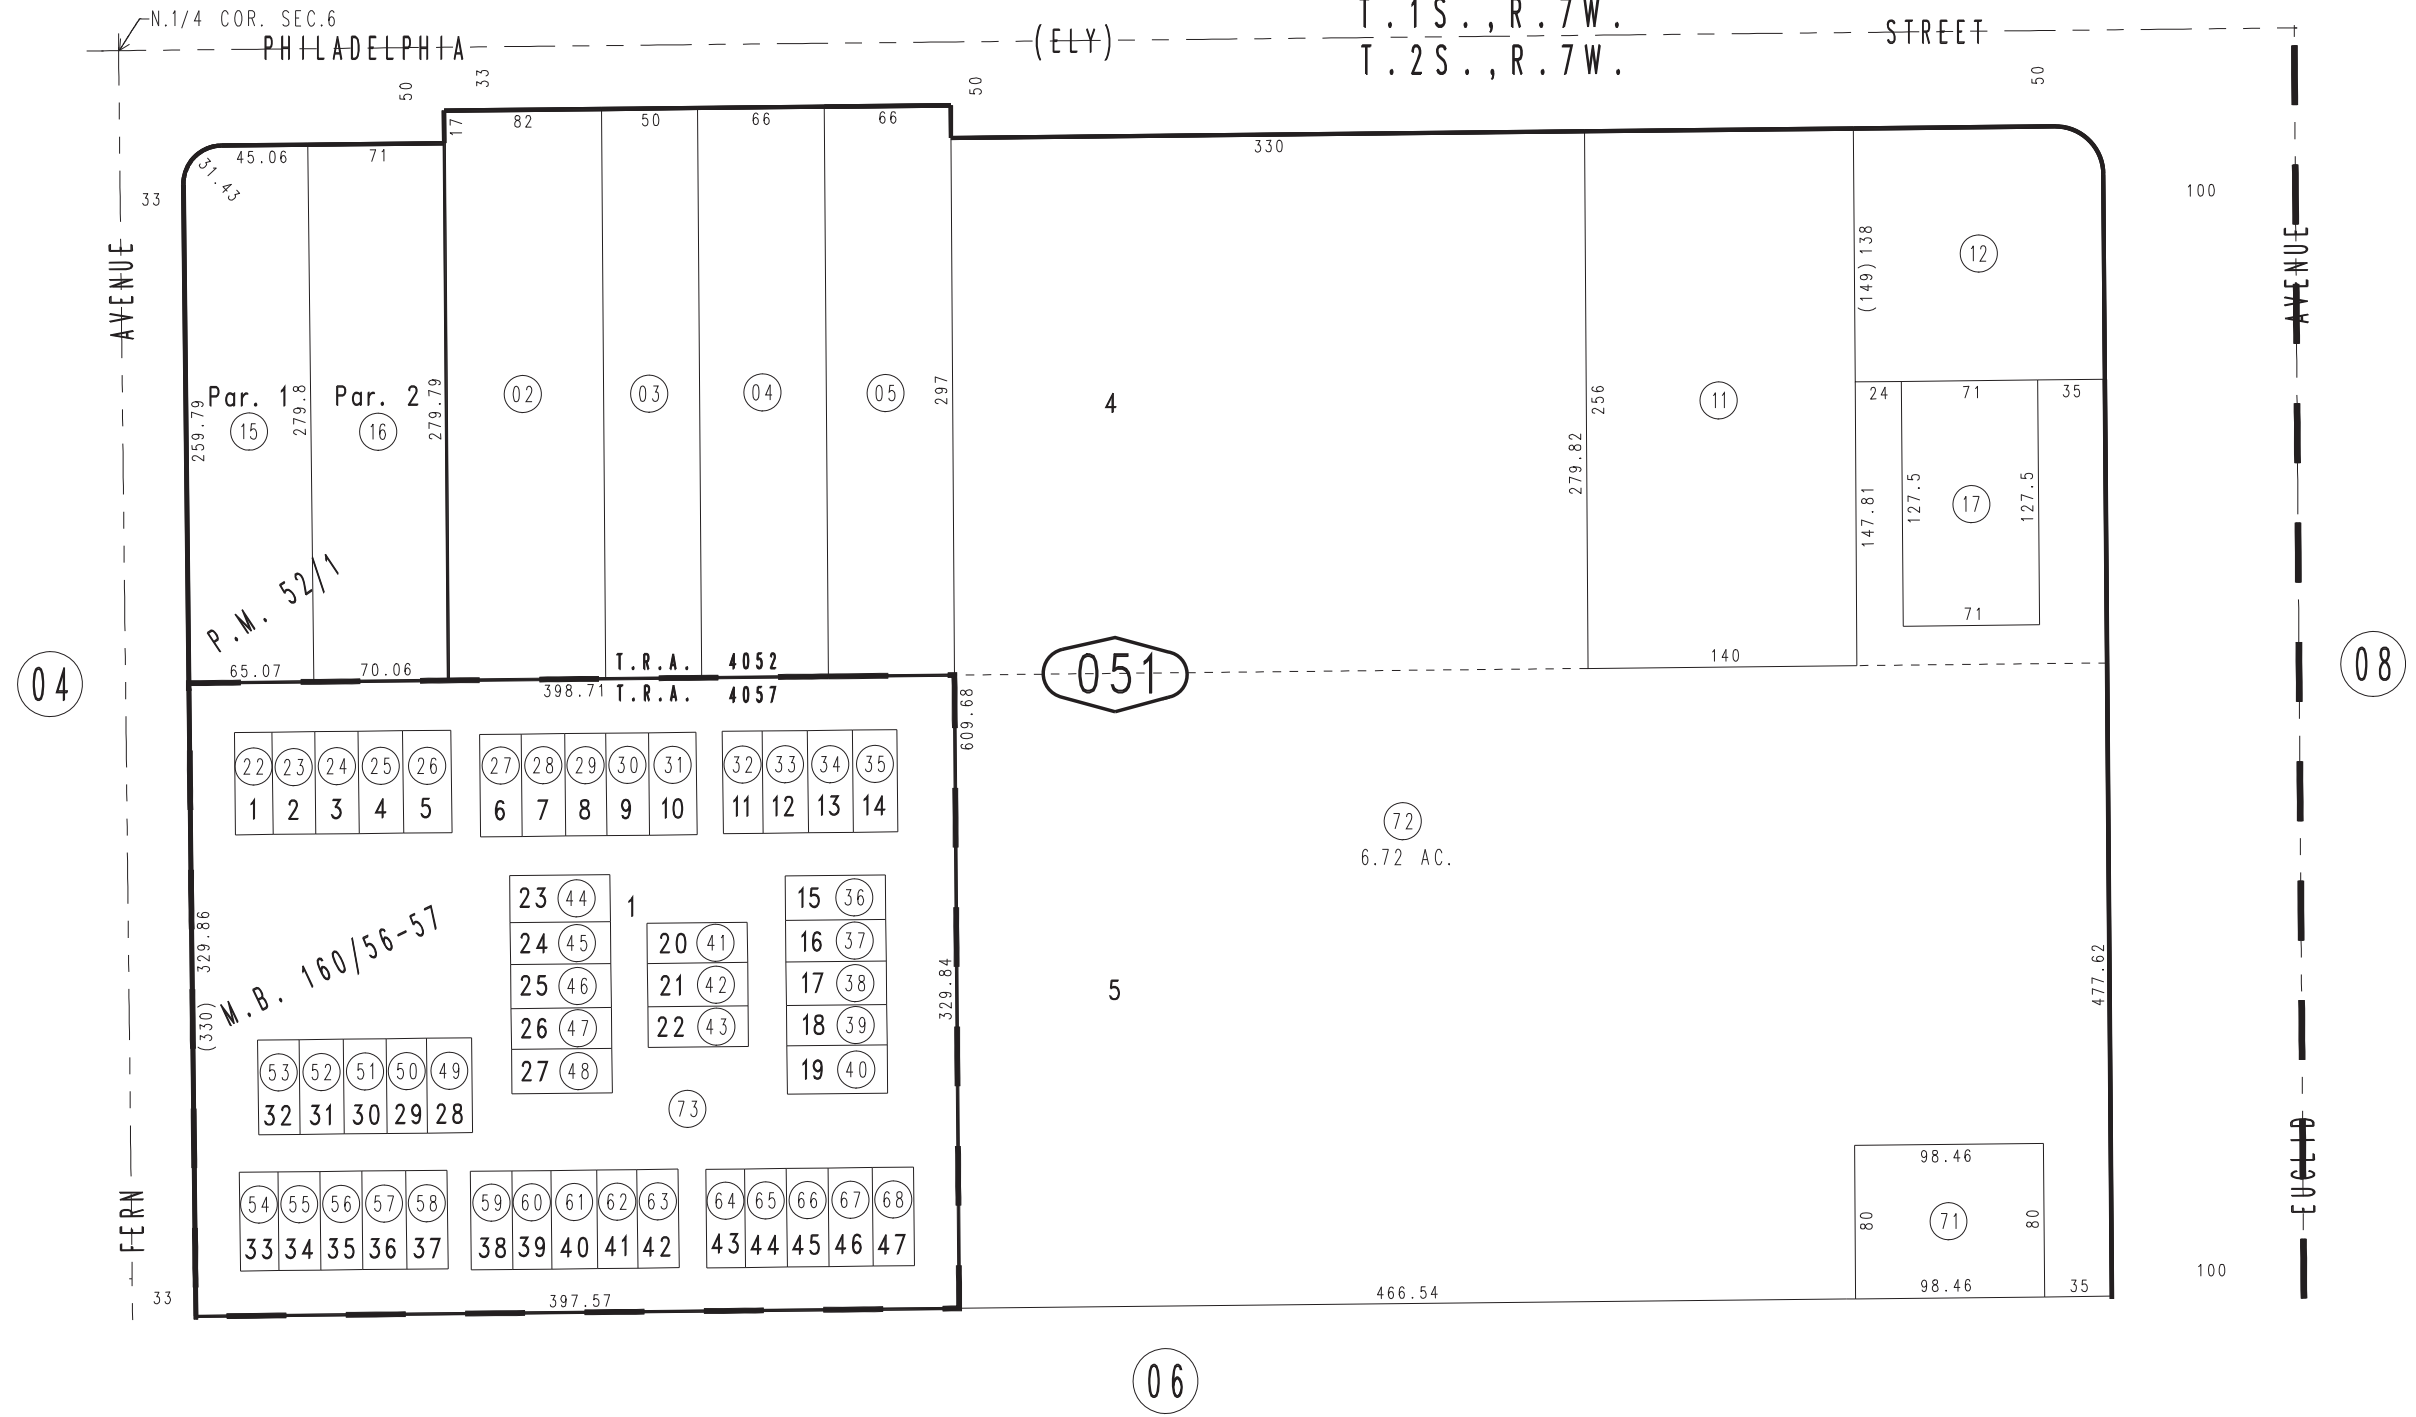 N.1/4 COR. SEC.6
T.1S.,R.7W.
PHILADELPHIA (ELY) STREET
T.2S.,R.7W.
50 33 50 50
17 82 50 66 66
45.06 71 330
31.43
33 100
AVENUE AVENUE
(149) 138 12
Par. 1 Par. 2 02 03 04 05 4 11
15 16
259.79 279.8 279.79 297 256
279.82
24 71 35
147.81 127.5 17 127.5
71
P.M. 52/1
65.07 70.06 T.R.A. 4052 140
04 051 08
398.71 T.R.A. 4057
609.68
22 23 24 25 26 27 28 29 30 31 32 33 34 35
1 2 3 4 5 6 7 8 9 10 11 12 13 14
72
6.72 AC.
23 44 1 15 36
24 45 20 41 16 37
25 46 21 42 17 38
26 47 22 43 18 39
27 48 19 40
329.86
(330)
M.B. 160/56-57
329.84 5 477.62
53 52 51 50 49
32 31 30 29 28
73
54 55 56 57 58 59 60 61 62 63 64 65 66 67 68
33 34 35 36 37 38 39 40 41 42 43 44 45 46 47
98.46
80 71 80
FERN EUCLID
33 397.57 466.54 98.46 35 100
06